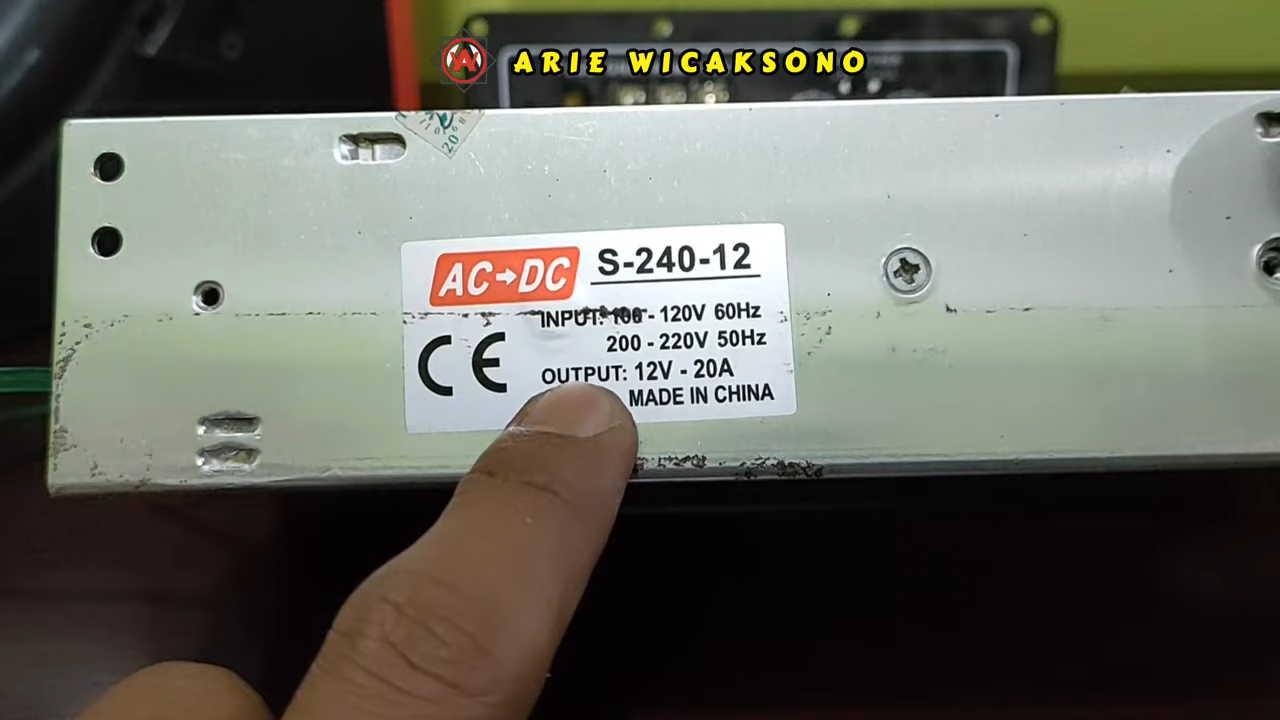 ARIE WICAKSONO
AC→DC S-240-12
INPUT: 100 - 120V 60Hz
200 - 220V 50Hz
CE
OUTPUT: 12V - 20A
MADE IN CHINA